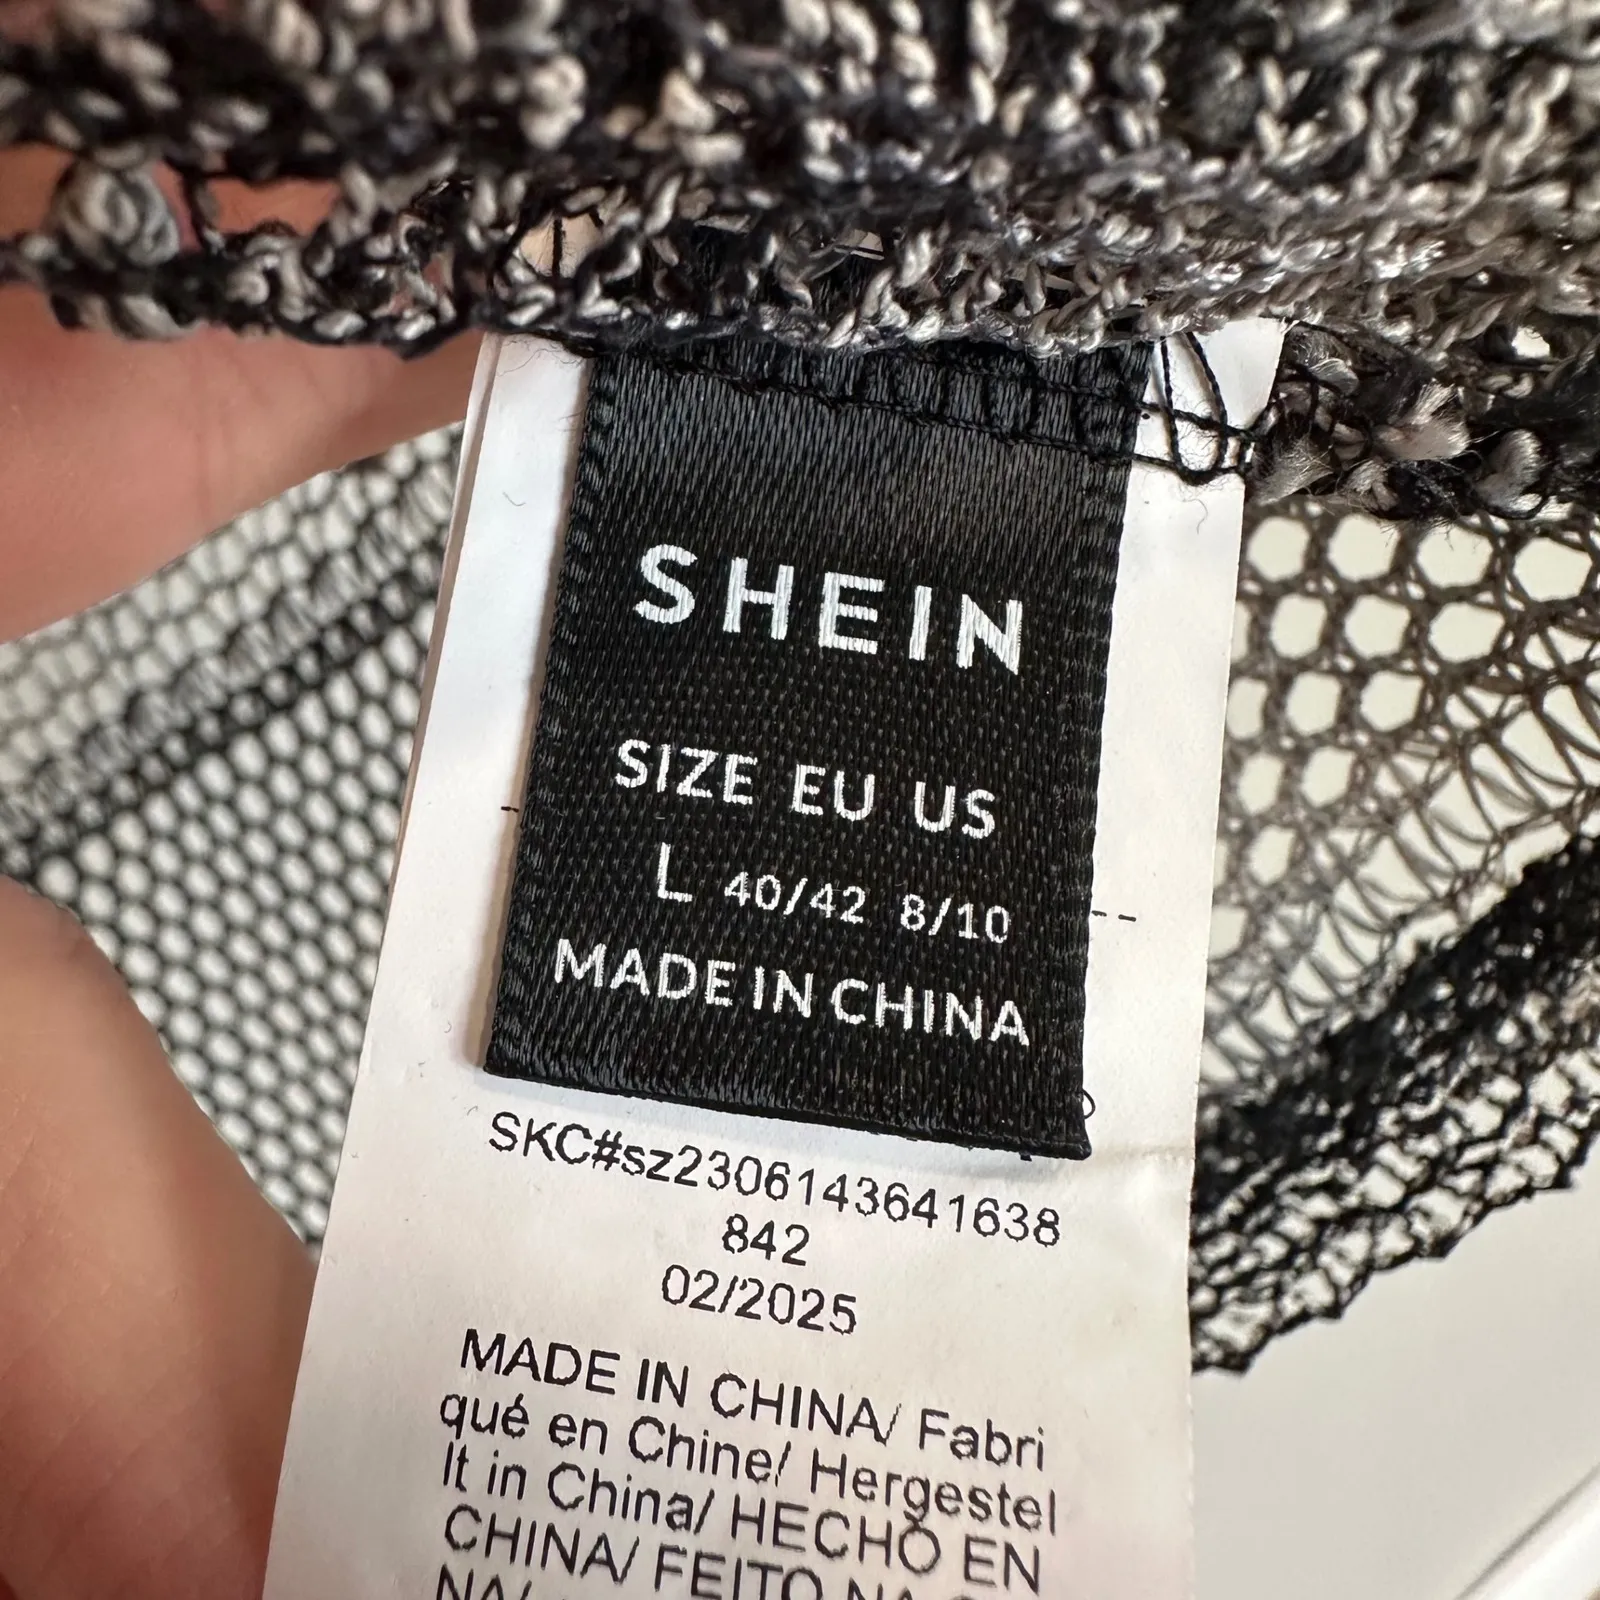 SHEIN
SIZE EU US
L 40/42 8/10
MADE IN CHINA
SKC#sz2306143641638
842
02/2025
MADE IN CHINA/ Fabri
qué en Chine/ Hergestel
lt in China/ HECHO EN
CHINA/ FEITO NA
NA/